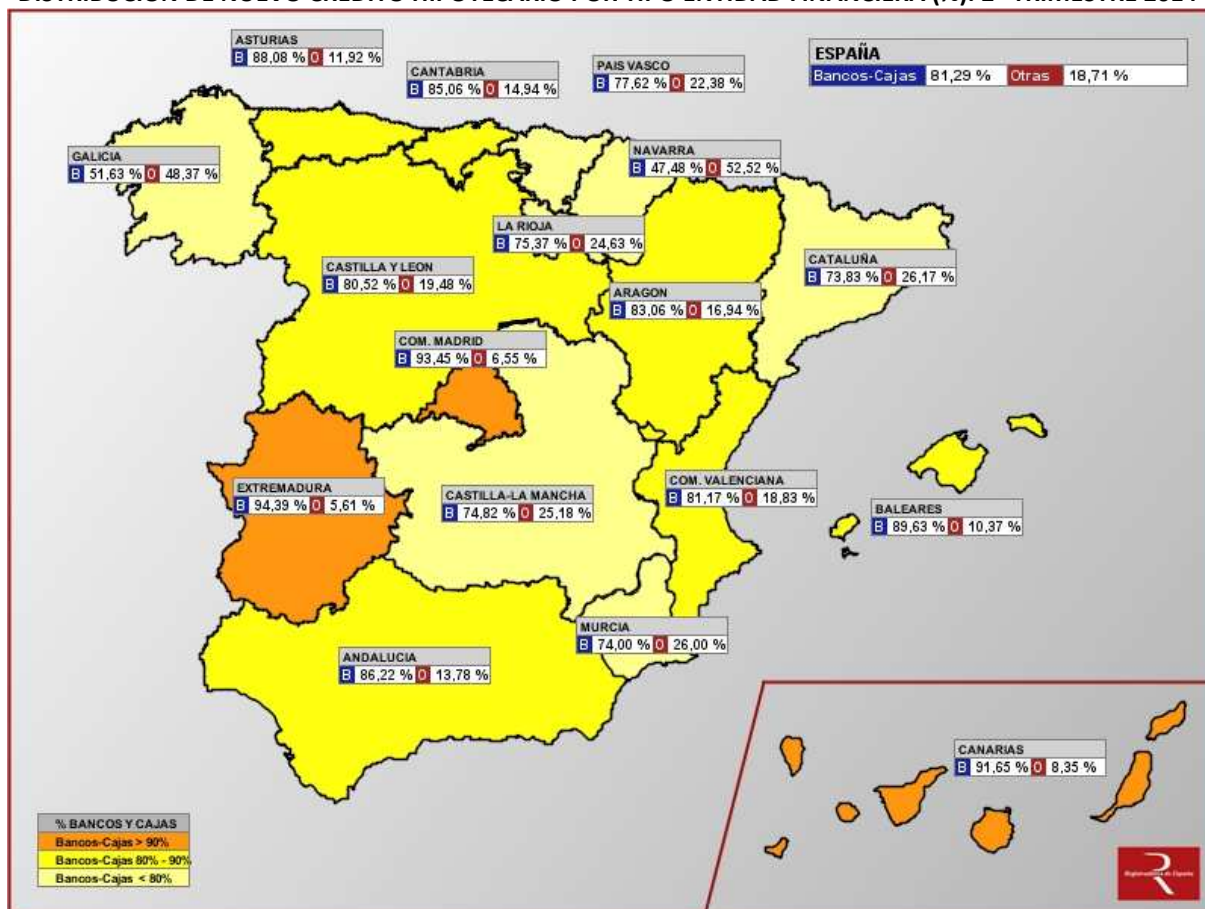 ASTURIAS
B 88,08 % O 11,92 %
CANTABRIA
B 85,06 % O 14,94 %
PAIS VASCO
B 77,62 % O 22,38 %
ESPAÑA
Bancos-Cajas 81,29 % Otras 18,71 %
GALICIA
B 51,63 % O 48,37 %
NAVARRA
B 47,48 % O 52,52 %
LA RIOJA
B 75,37 % O 24,63 %
CASTILLA Y LEON
B 80,52 % O 19,48 %
CATALUÑA
B 73,83 % O 26,17 %
ARAGON
B 83,06 % O 16,94 %
COM. MADRID
B 93,45 % O 6,55 %
EXTREMADURA
B 94,39 % O 5,61 %
CASTILLA-LA MANCHA
B 74,82 % O 25,18 %
COM. VALENCIANA
B 81,17 % O 18,83 %
BALEARES
B 89,63 % O 10,37 %
MURCIA
B 74,00 % O 26,00 %
ANDALUCIA
B 86,22 % O 13,78 %
CANARIAS
B 91,65 % O 8,35 %
% BANCOS Y CAJAS
Bancos-Cajas > 90%
Bancos-Cajas 80% - 90%
Bancos-Cajas < 80%
Registradores de España